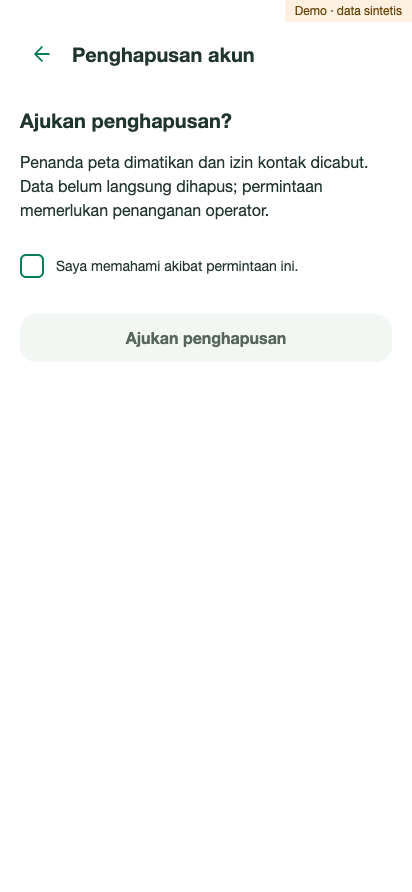 Demo · data sintetis
Penghapusan akun
Ajukan penghapusan?
Penanda peta dimatikan dan izin kontak dicabut.
Data belum langsung dihapus; permintaan
memerlukan penanganan operator.
Saya memahami akibat permintaan ini.
Ajukan penghapusan